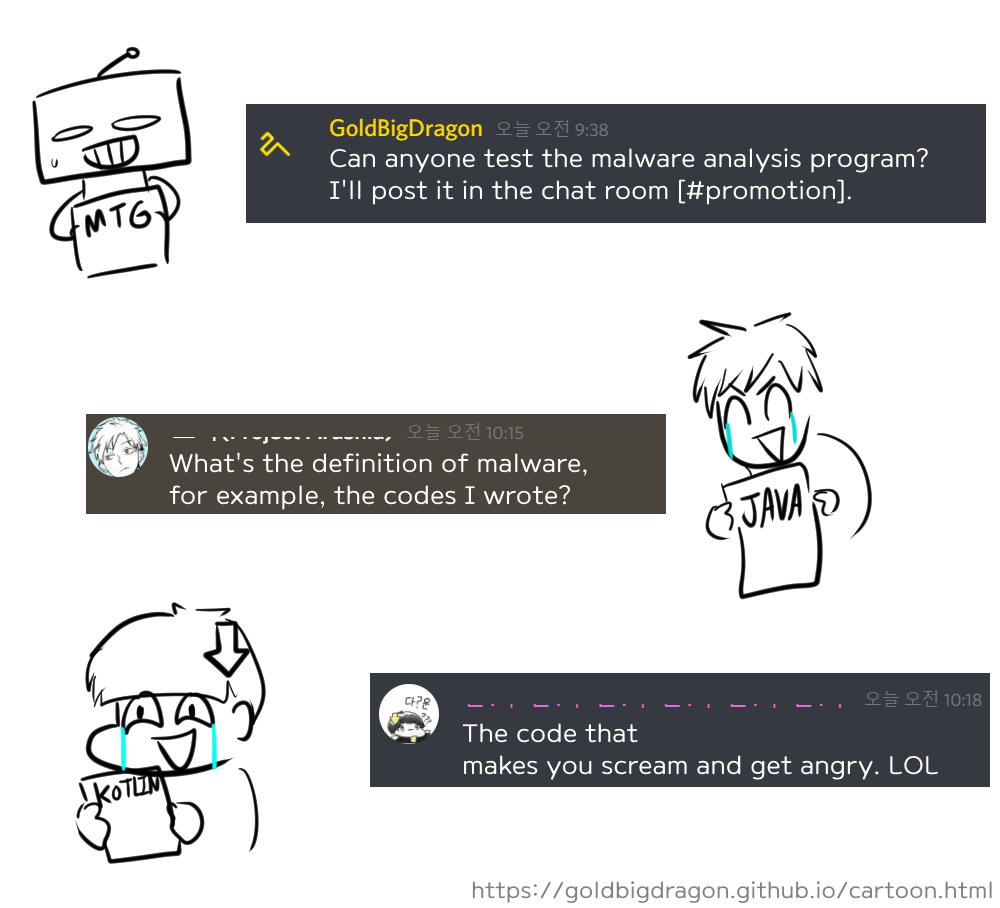 MTG
GoldBigDragon 오늘 오전 9:38
Can anyone test the malware analysis program?
I'll post it in the chat room [#promotion].
오늘 오전 10:15
What's the definition of malware,
for example, the codes I wrote?
JAVA
다?운
오늘 오전 10:18
The code that
makes you scream and get angry. LOL
KOTLIN
https://goldbigdragon.github.io/cartoon.html